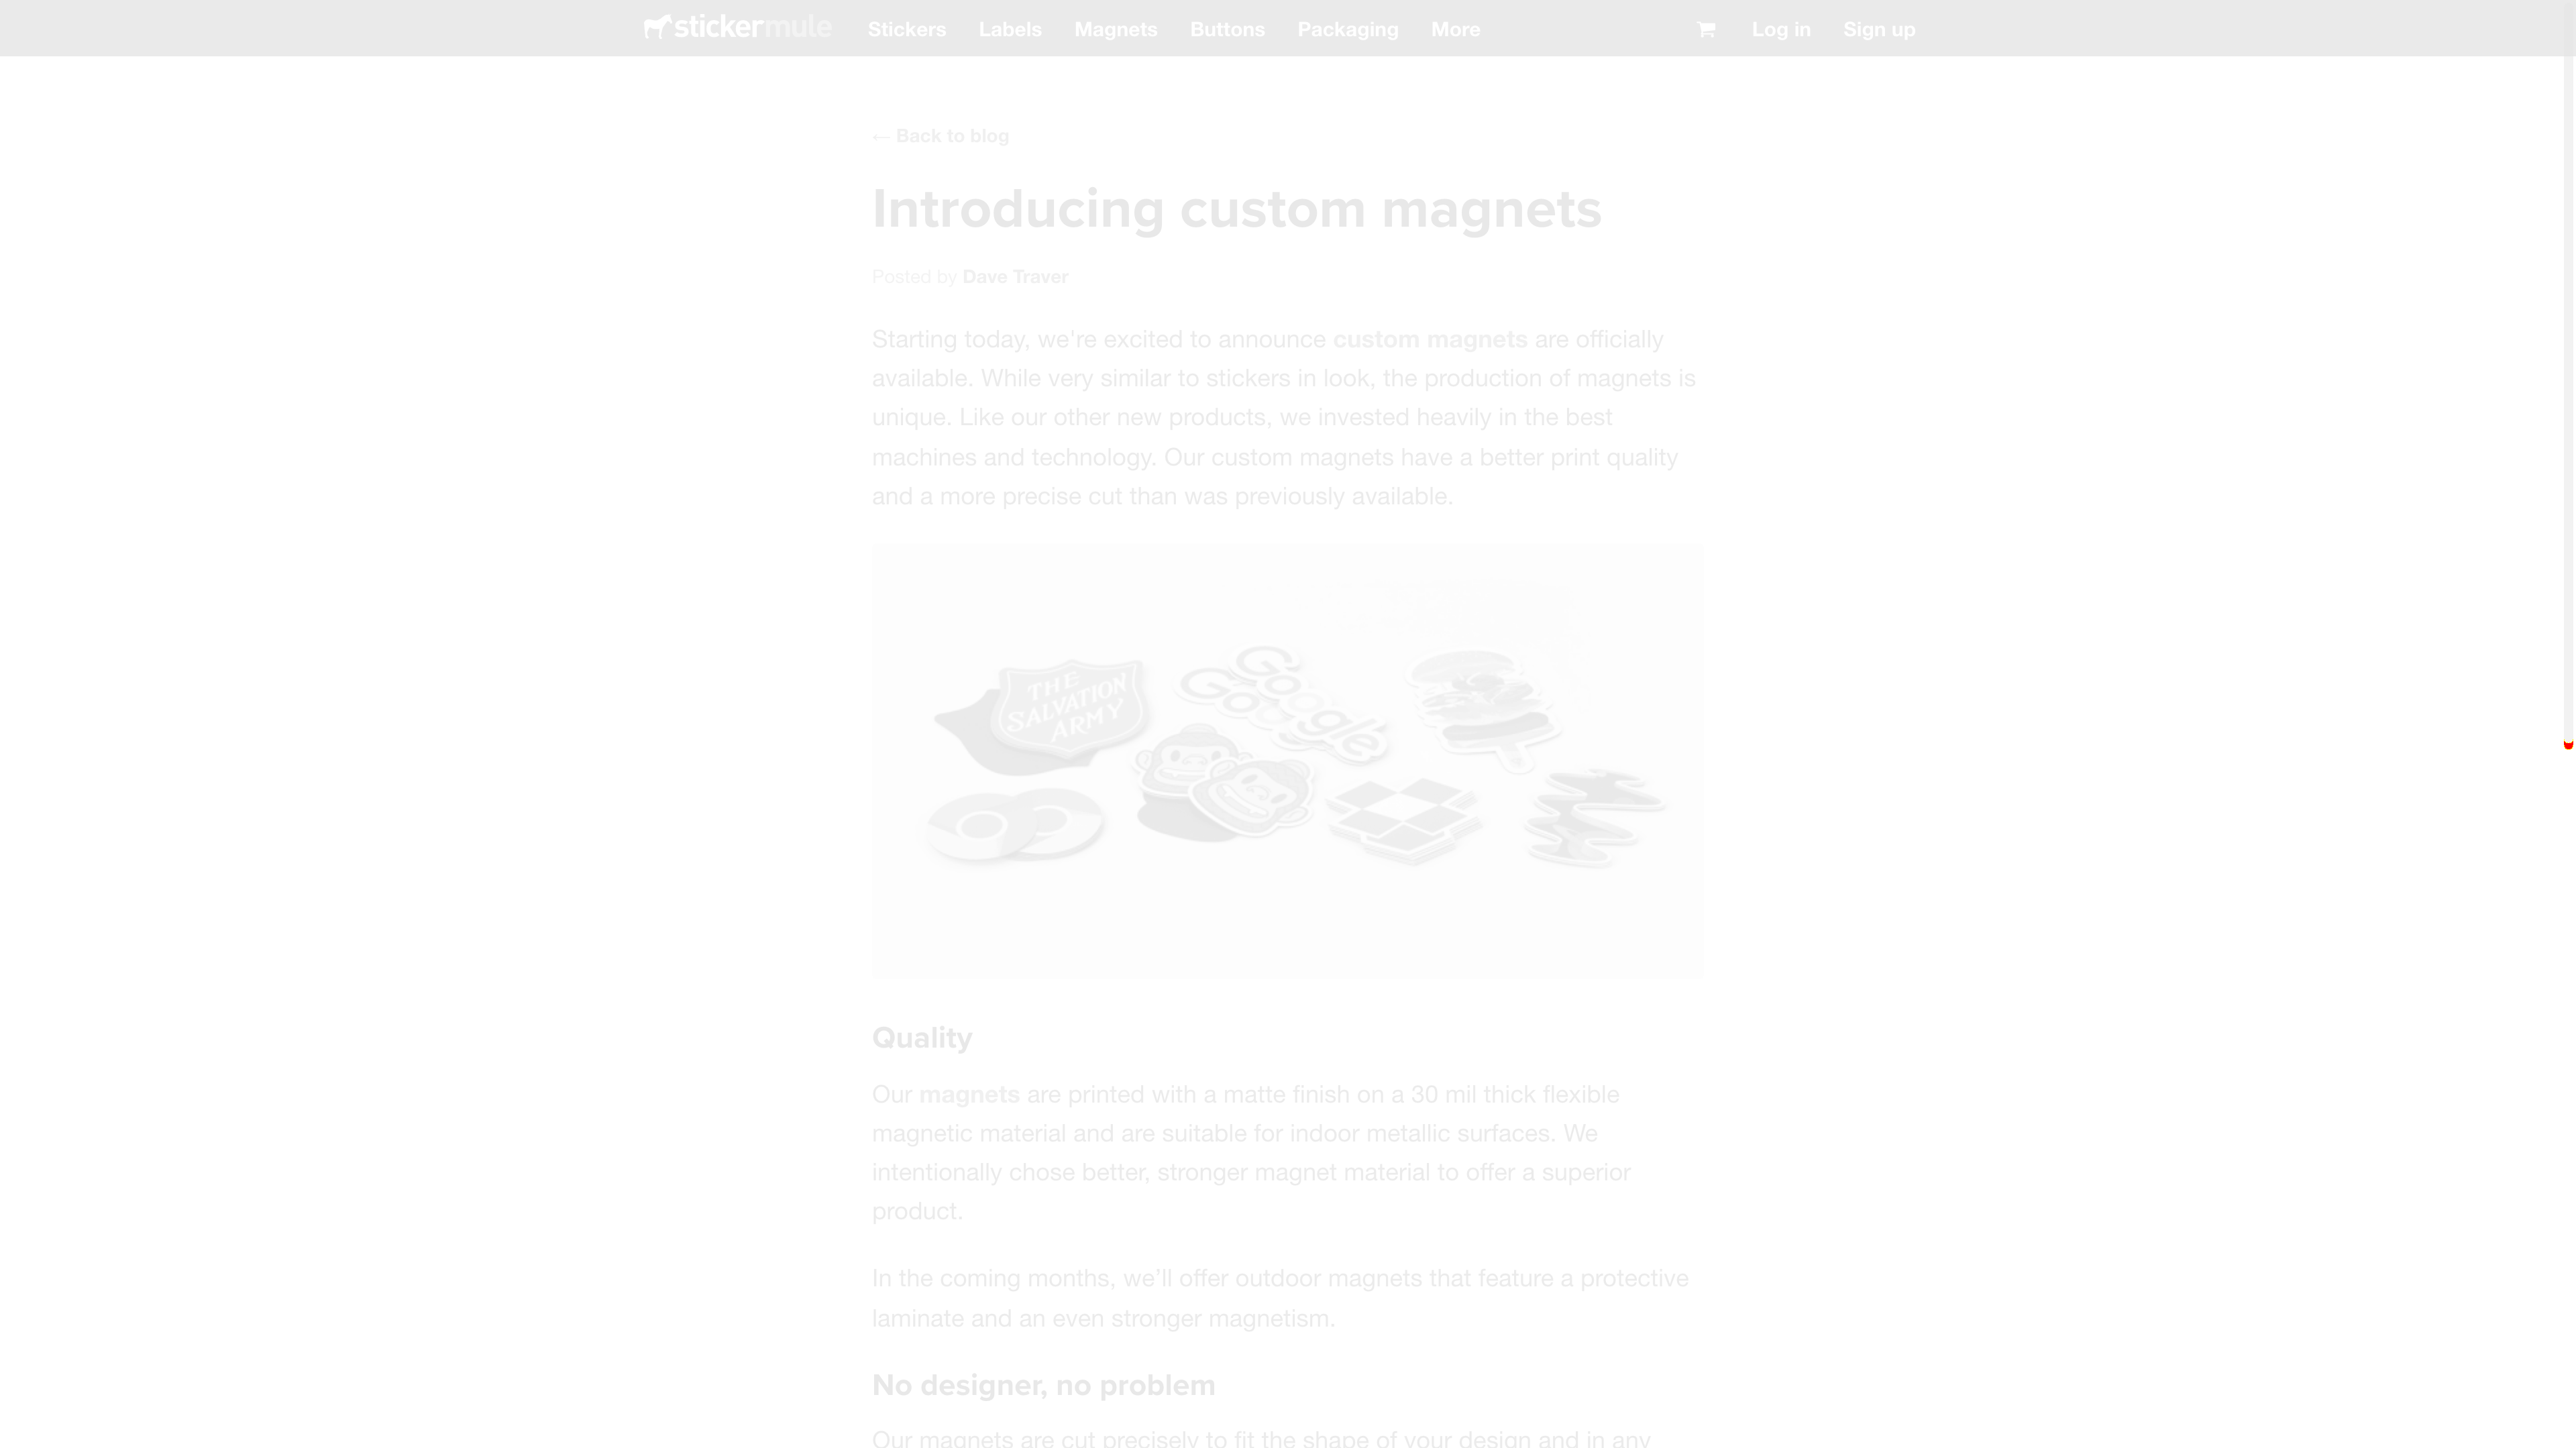 stickermule Stickers Labels Magnets Buttons Packaging More Log in Sign up
← Back to blog
Introducing custom magnets
Posted by Dave Traver
Starting today, we're excited to announce custom magnets are officially
available. While very similar to stickers in look, the production of magnets is
unique. Like our other new products, we invested heavily in the best
machines and technology. Our custom magnets have a better print quality
and a more precise cut than was previously available.
THE
SALVATION
ARMY
Google
Google
Quality
Our magnets are printed with a matte finish on a 30 mil thick flexible
magnetic material and are suitable for indoor metallic surfaces. We
intentionally chose better, stronger magnet material to offer a superior
product.
In the coming months, we’ll offer outdoor magnets that feature a protective
laminate and an even stronger magnetism.
No designer, no problem
Our magnets are cut precisely to fit the shape of your design and in any